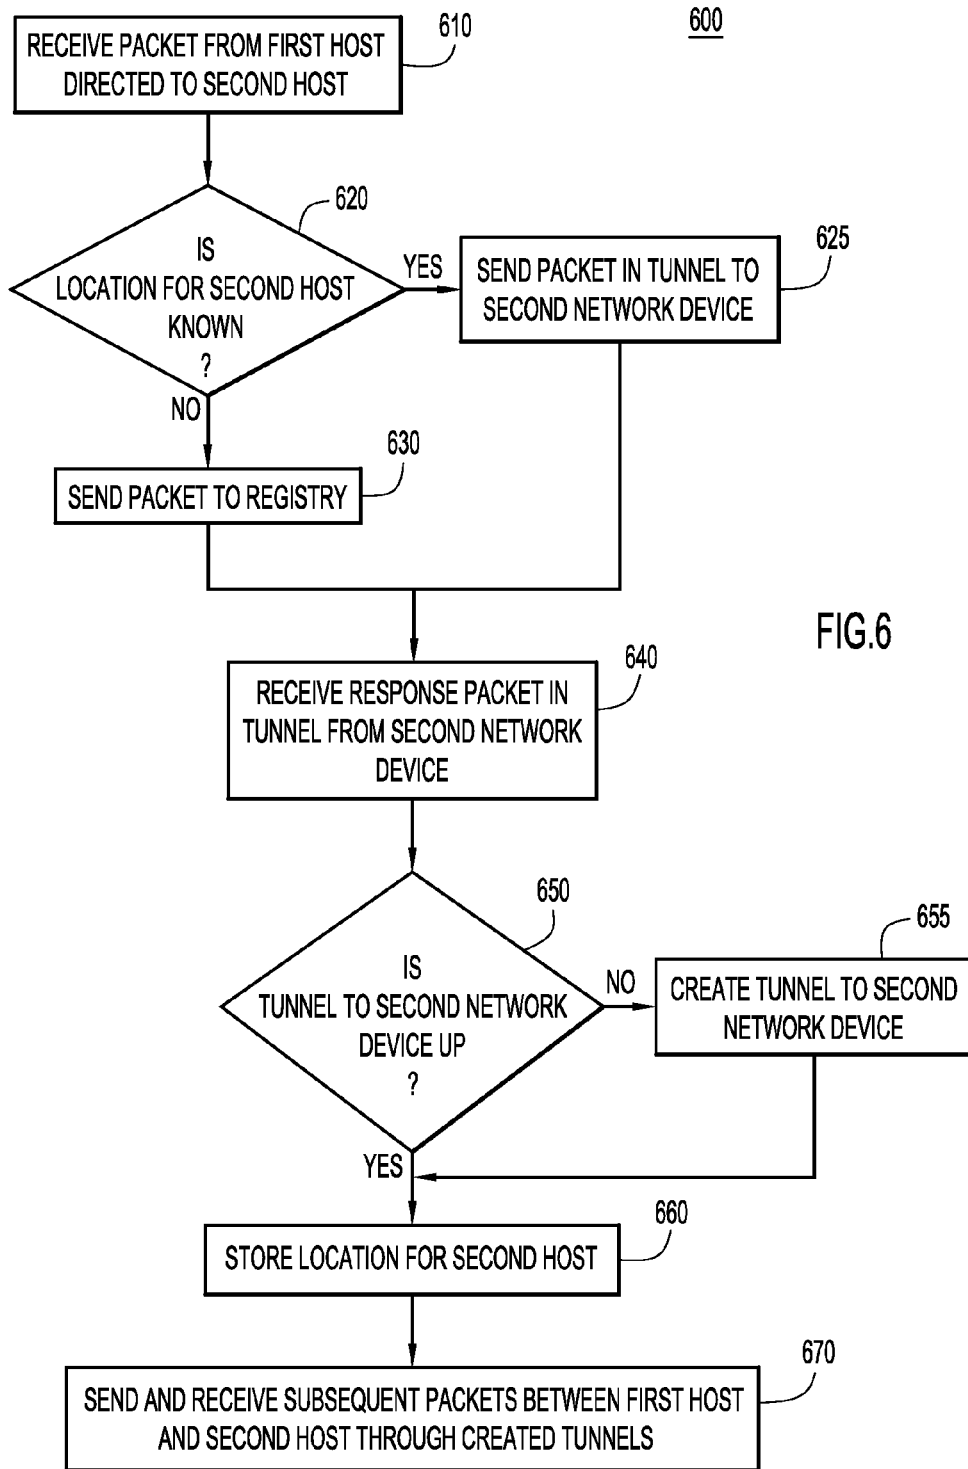 600
610
RECEIVE PACKET FROM FIRST HOST
DIRECTED TO SECOND HOST
620
IS
LOCATION FOR SECOND HOST
KNOWN
?
YES
625
SEND PACKET IN TUNNEL TO
SECOND NETWORK DEVICE
NO
630
SEND PACKET TO REGISTRY
FIG.6
640
RECEIVE RESPONSE PACKET IN
TUNNEL FROM SECOND NETWORK
DEVICE
650
IS
TUNNEL TO SECOND NETWORK
DEVICE UP
?
NO
655
CREATE TUNNEL TO SECOND
NETWORK DEVICE
YES
660
STORE LOCATION FOR SECOND HOST
670
SEND AND RECEIVE SUBSEQUENT PACKETS BETWEEN FIRST HOST
AND SECOND HOST THROUGH CREATED TUNNELS